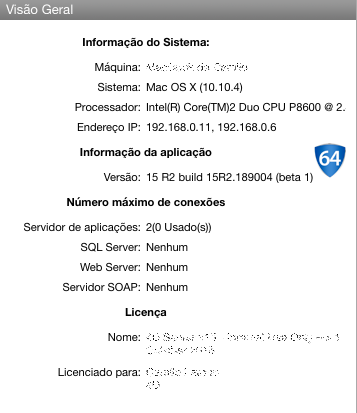 Visão Geral
Informação do Sistema:
Máquina:
Sistema: Mac OS X (10.10.4)
Processador: Intel(R) Core(TM)2 Duo CPU P8600 @ 2.
Endereço IP: 192.168.0.11, 192.168.0.6
Informação da aplicação
64
Versão: 15 R2 build 15R2.189004 (beta 1)
Número máximo de conexões
Servidor de aplicações: 2(0 Usado(s))
SQL Server: Nenhum
Web Server: Nenhum
Servidor SOAP: Nenhum
Licença
Nome:
Licenciado para: